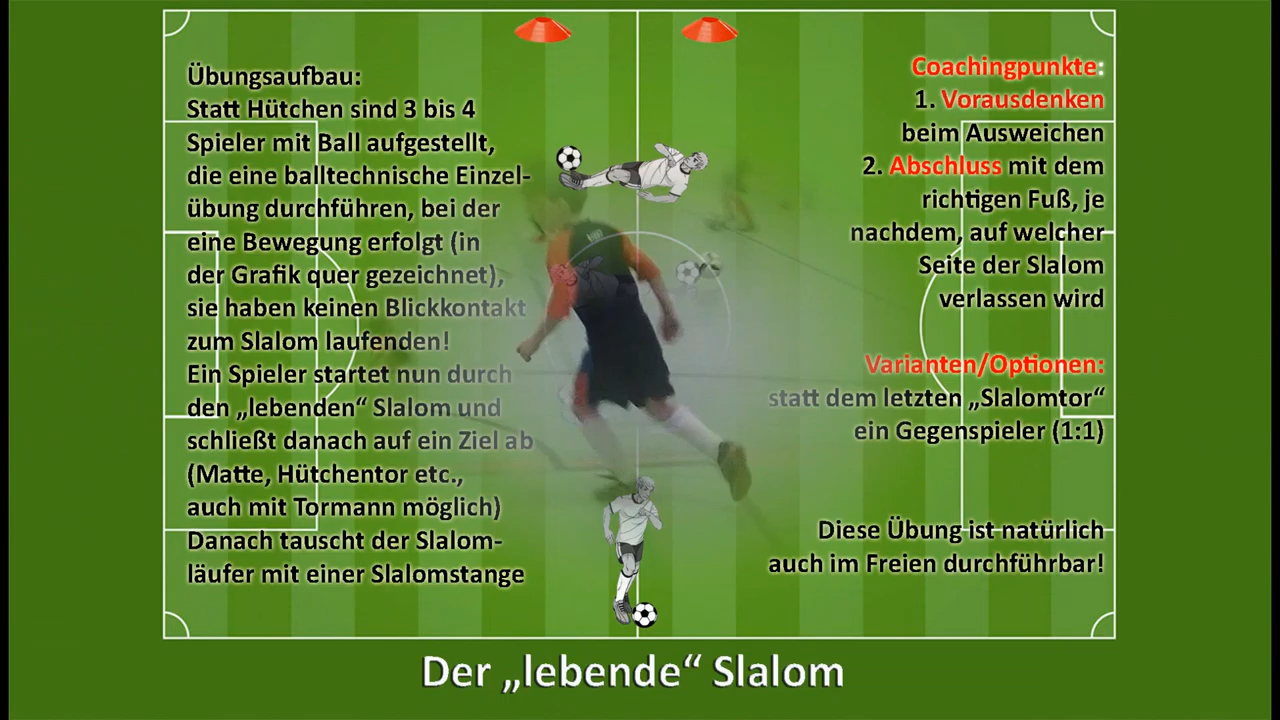 Übungsaufbau:
Statt Hütchen sind 3 bis 4
Spieler mit Ball aufgestellt,
die eine balltechnische Einzel-
übung durchführen, bei der
eine Bewegung erfolgt (in
der Grafik quer gezeichnet),
sie haben keinen Blickkontakt
zum Slalom laufenden!
Ein Spieler startet nun durch
den „lebenden“ Slalom und
schließt danach auf ein Ziel ab
(Matte, Hütchentor etc.,
auch mit Tormann möglich)
Danach tauscht der Slalom-
läufer mit einer Slalomstange
Coachingpunkte:
1. Vorausdenken
beim Ausweichen
2. Abschluss mit dem
richtigen Fuß, je
nachdem, auf welcher
Seite der Slalom
verlassen wird
Varianten/Optionen:
statt dem letzten „Slalomtor“
ein Gegenspieler (1:1)
Diese Übung ist natürlich
auch im Freien durchführbar!
Der „lebende“ Slalom